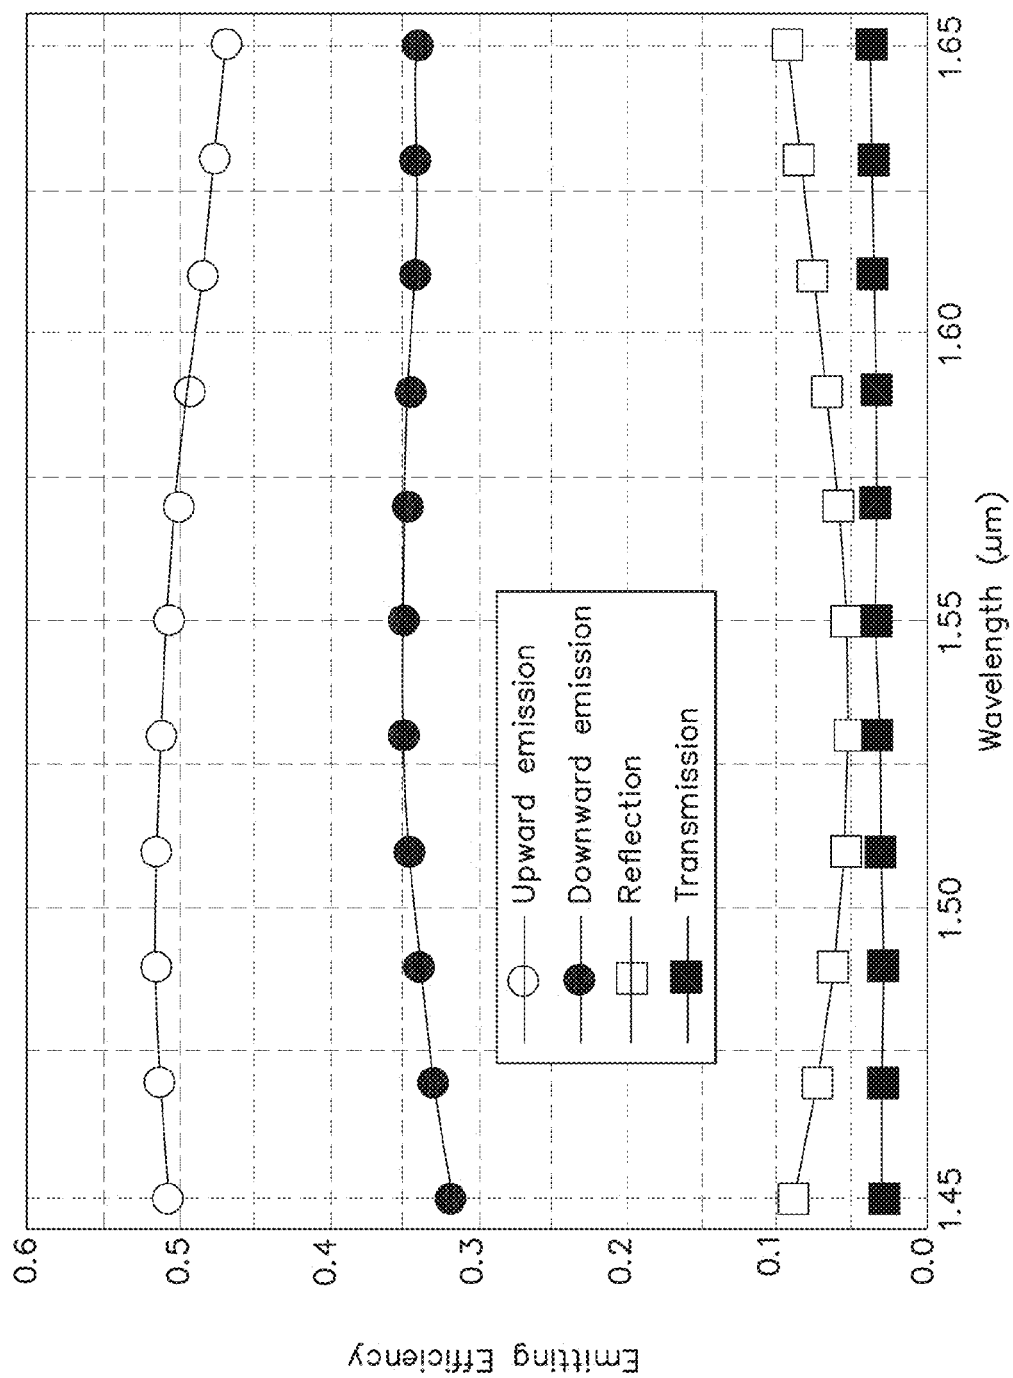 Emitting Efficiency
0.6
0.5
0.4
0.3
0.2
0.1
0.0
Upward emission
Downward emission
Reflection
Transmission
1.45
1.50
1.55
1.60
1.65
Wavelength (μm)